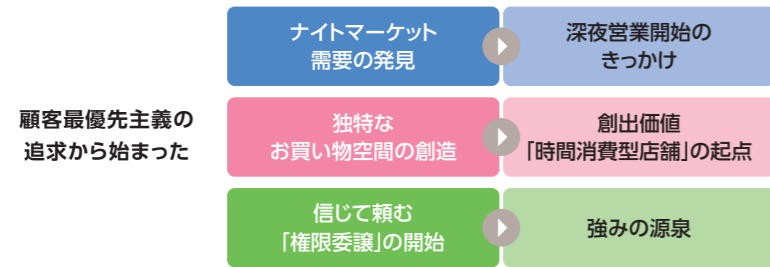 顧客最優先主義の
追求から始まった
ナイトマーケット
需要の発見
深夜営業開始の
きっかけ
独特な
お買い物空間の創造
創出価値
「時間消費型店舗」の起点
信じて頼む
「権限委譲」の開始
強みの源泉